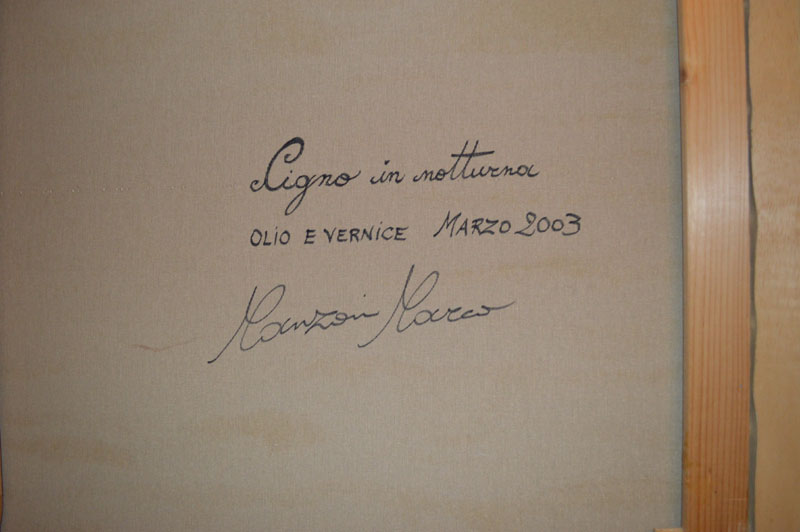 Cigno in notturna
OLIO E VERNICE MARZO 2003
Manzoni Marco